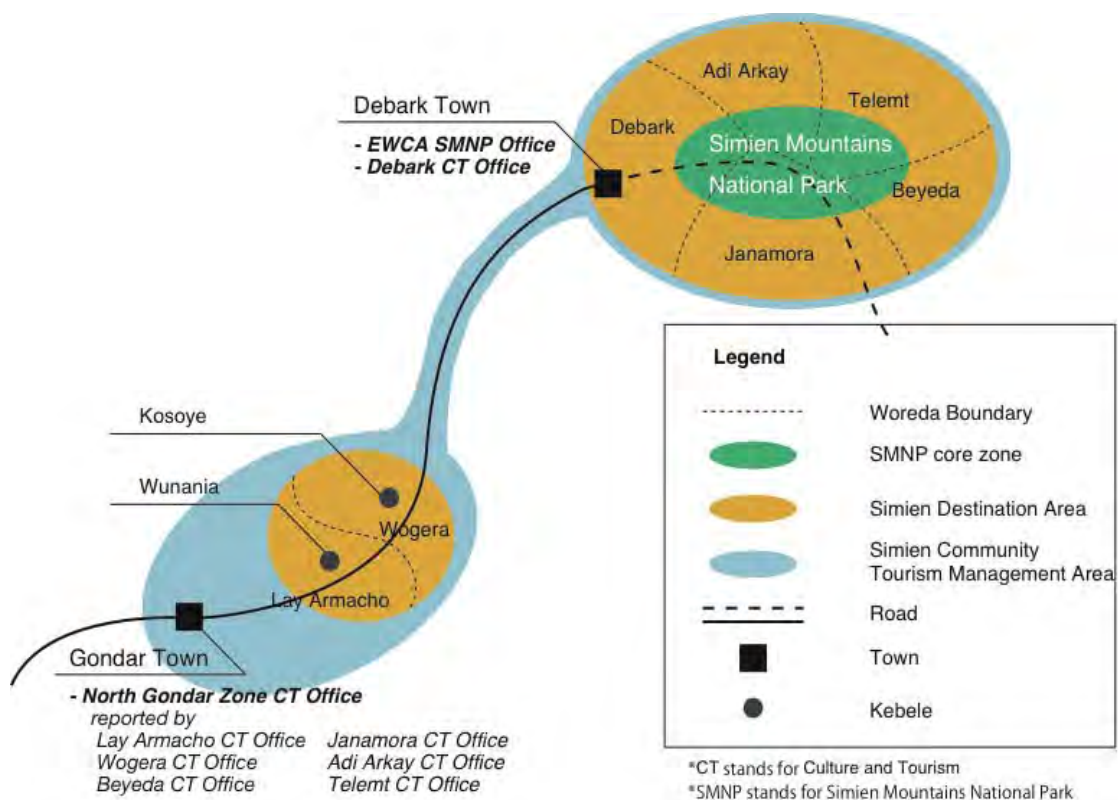 Adi Arkay
Telemt
Debark Town
Debark
- EWCA SMNP Office
- Debark CT Office
Simien Mountains
National Park
Beyeda
Janamora
Kosoye
Wunania
Wogera
Lay Armacho
Gondar Town
- North Gondar Zone CT Office
reported by
Lay Armacho CT Office Janamora CT Office
Wogera CT Office Adi Arkay CT Office
Beyeda CT Office Telemt CT Office
Legend
Woreda Boundary
SMNP core zone
Simien Destination Area
Simien Community
Tourism Management Area
Road
Town
Kebele
*CT stands for Culture and Tourism
*SMNP stands for Simien Mountains National Park